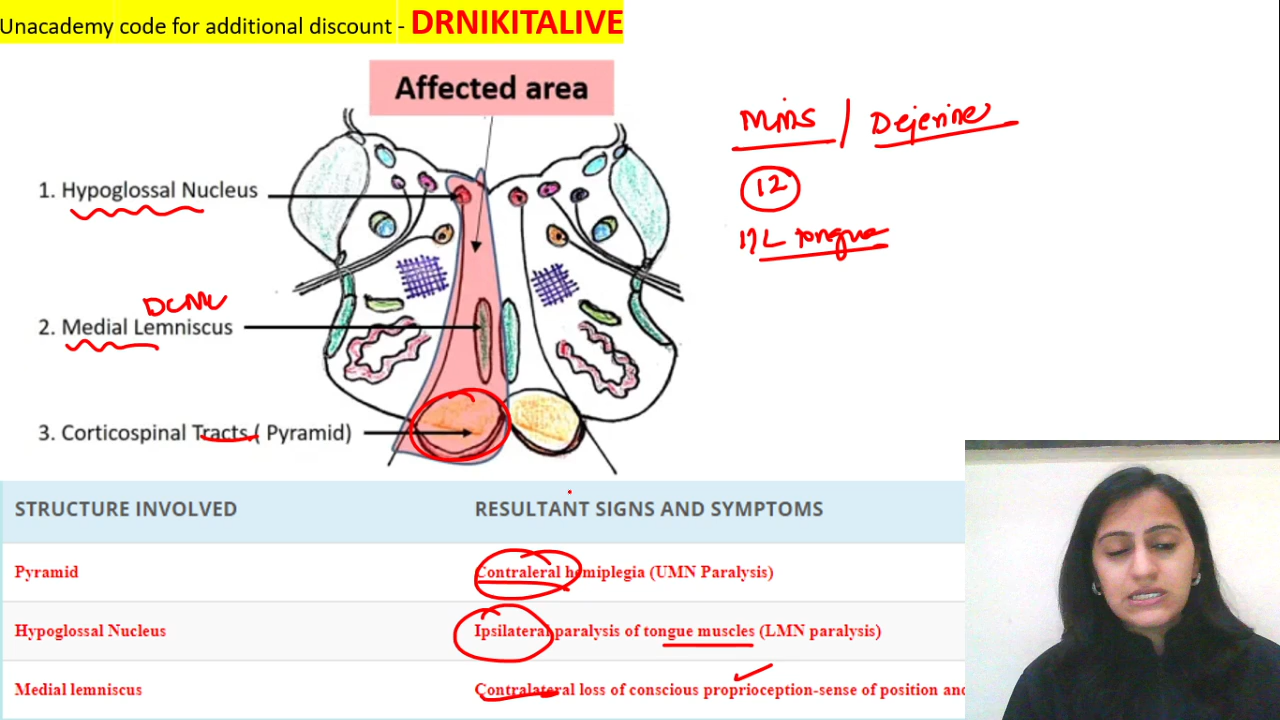 Unacademy code for additional discount - DRNIKITALIVE
Affected area
MMS / Dejerine
12
I/L tongue
1. Hypoglossal Nucleus
DCML
2. Medial Lemniscus
3. Corticospinal Tracts ( Pyramid)
STRUCTURE INVOLVED RESULTANT SIGNS AND SYMPTOMS
Pyramid Contraleral hemiplegia (UMN Paralysis)
Hypoglossal Nucleus Ipsilateral paralysis of tongue muscles (LMN paralysis)
Medial lemniscus Contralateral loss of conscious proprioception-sense of position and